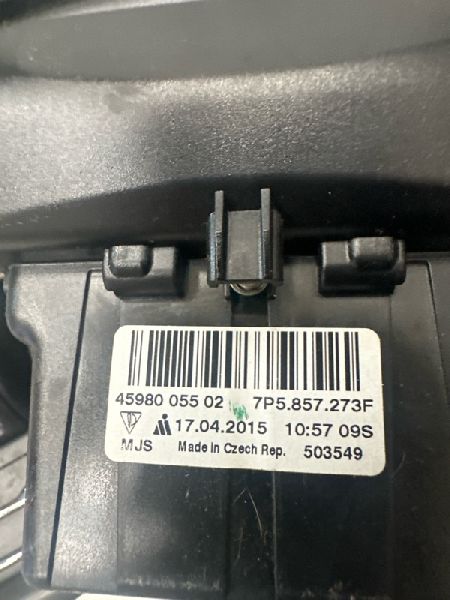 45980 055 02 7P5.857.273F
17.04.2015 10:57 09S
MJS Made in Czech Rep. 503549